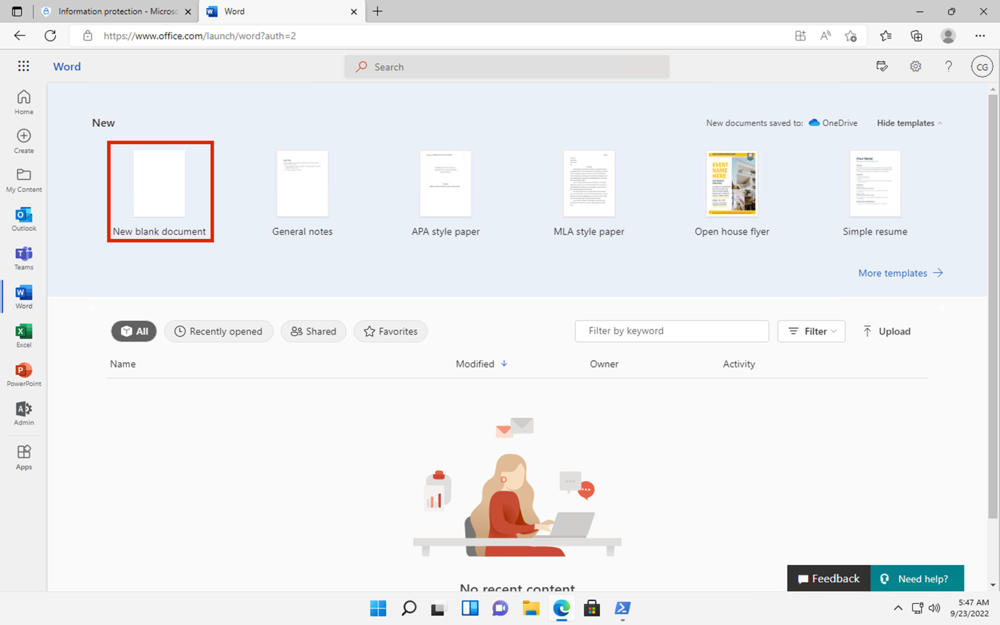 Information protection - Microsc
Word
https://www.office.com/launch/word?auth=2
Word
Search
CG
Home
Create
My Content
Outlook
Teams
Word
Excel
PowerPoint
Admin
Apps
New
New documents saved to: OneDrive
Hide templates
New blank document
General notes
APA style paper
MLA style paper
EVENT NAME HERE
Open house flyer
[Your Name]
Simple resume
More templates
All
Recently opened
Shared
Favorites
Filter by keyword
Filter
Upload
Name
Modified
Owner
Activity
No recent content
Feedback
Need help?
5:47 AM
9/23/2022